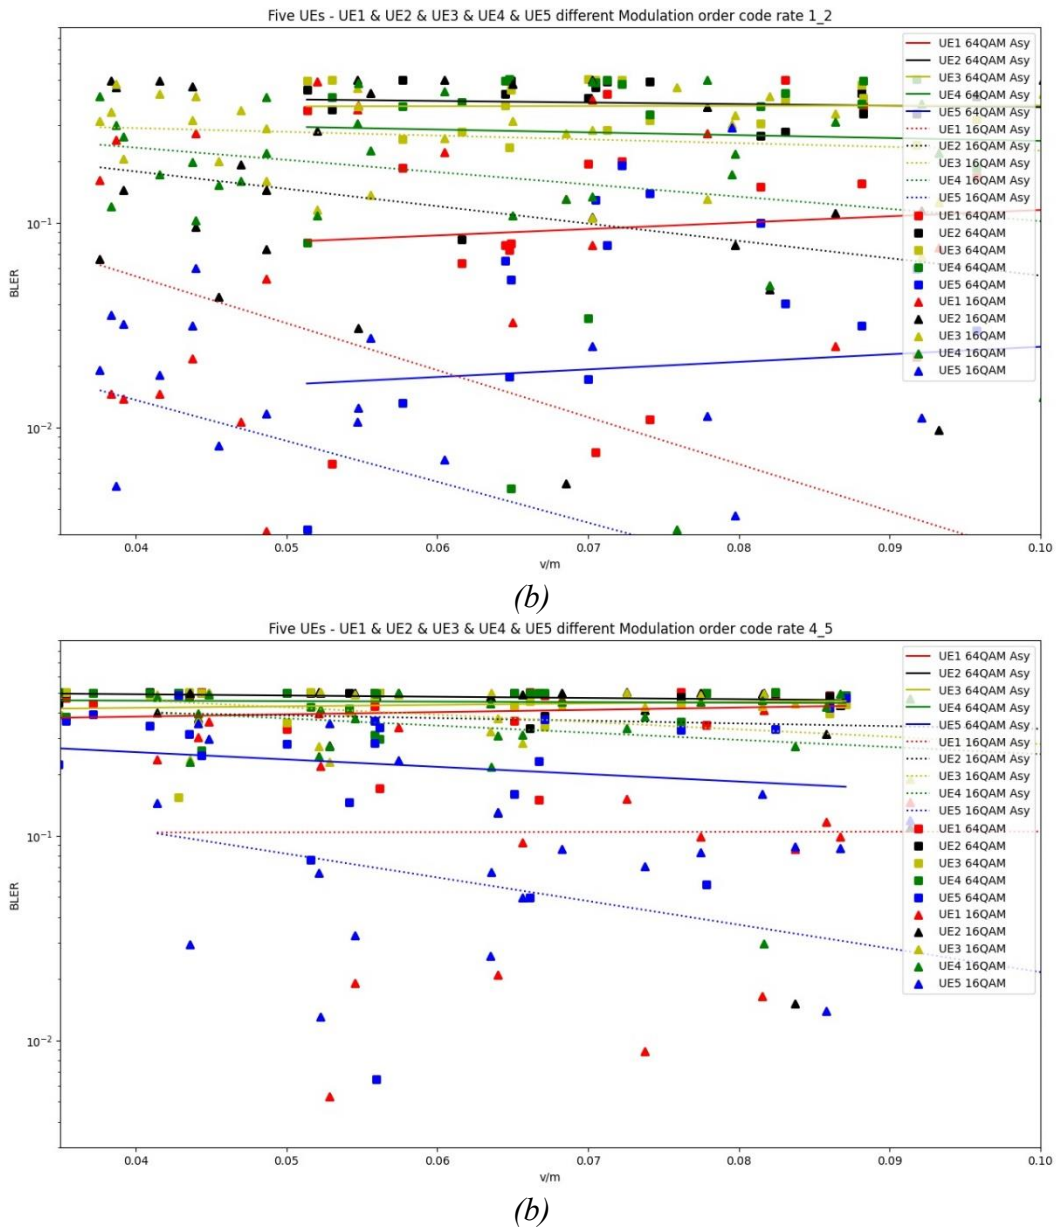 Five UEs - UE1 & UE2 & UE3 & UE4 & UE5 different Modulation order code rate 1_2
UE1 64QAM Asy
UE2 64QAM Asy
UE3 64QAM Asy
UE4 64QAM Asy
UE5 64QAM Asy
UE1 16QAM Asy
UE2 16QAM Asy
UE3 16QAM Asy
UE4 16QAM Asy
UE5 16QAM Asy
UE1 64QAM
UE2 64QAM
UE3 64QAM
UE4 64QAM
UE5 64QAM
UE1 16QAM
UE2 16QAM
UE3 16QAM
UE4 16QAM
UE5 16QAM
10⁻¹
10⁻²
BLER
0.04 0.05 0.06 0.07 0.08 0.09 0.10
v/m
(b)
Five UEs - UE1 & UE2 & UE3 & UE4 & UE5 different Modulation order code rate 4_5
UE1 64QAM Asy
UE2 64QAM Asy
UE3 64QAM Asy
UE4 64QAM Asy
UE5 64QAM Asy
UE1 16QAM Asy
UE2 16QAM Asy
UE3 16QAM Asy
UE4 16QAM Asy
UE5 16QAM Asy
UE1 64QAM
UE2 64QAM
UE3 64QAM
UE4 64QAM
UE5 64QAM
UE1 16QAM
UE2 16QAM
UE3 16QAM
UE4 16QAM
UE5 16QAM
10⁻¹
10⁻²
BLER
0.04 0.05 0.06 0.07 0.08 0.09 0.10
v/m
(b)